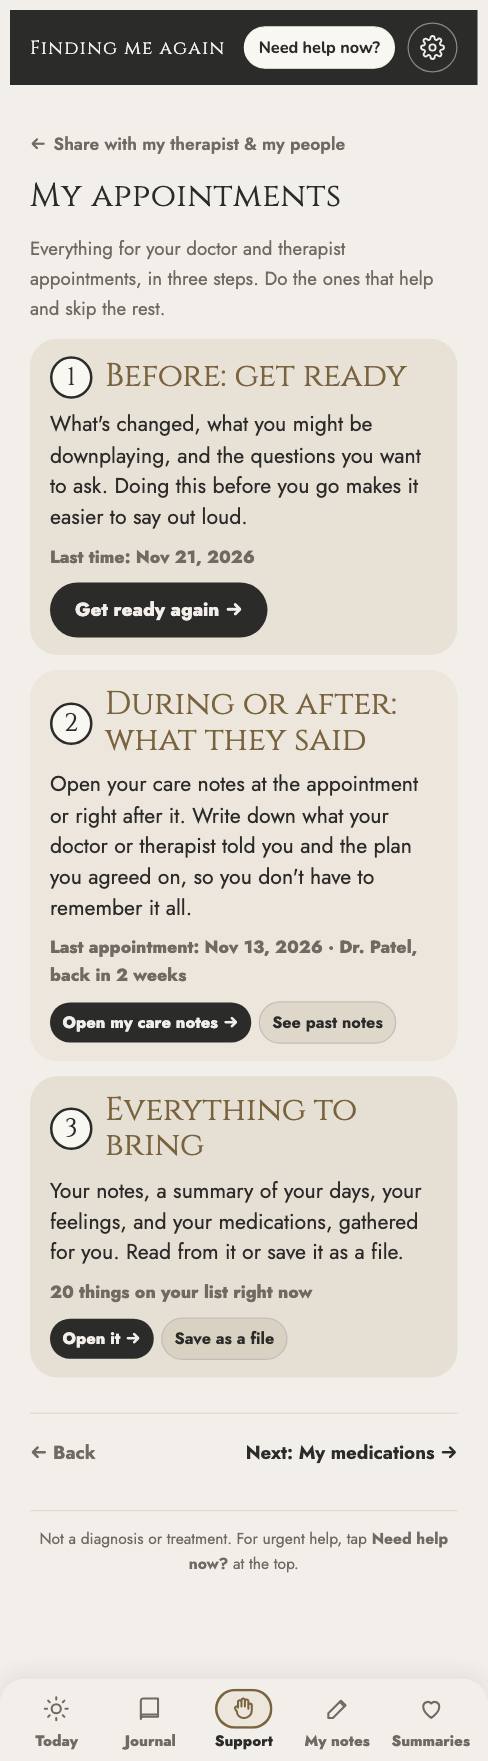 Finding me again
Need help now?
← Share with my therapist & my people
My appointments
Everything for your doctor and therapist
appointments, in three steps. Do the ones that help
and skip the rest.
1 Before: get ready
What's changed, what you might be
downplaying, and the questions you want
to ask. Doing this before you go makes it
easier to say out loud.
Last time: Nov 21, 2026
Get ready again →
2 During or after:
what they said
Open your care notes at the appointment
or right after it. Write down what your
doctor or therapist told you and the plan
you agreed on, so you don't have to
remember it all.
Last appointment: Nov 13, 2026 · Dr. Patel,
back in 2 weeks
Open my care notes →
See past notes
3 Everything to
bring
Your notes, a summary of your days, your
feelings, and your medications, gathered
for you. Read from it or save it as a file.
20 things on your list right now
Open it →
Save as a file
← Back
Next: My medications →
Not a diagnosis or treatment. For urgent help, tap Need help
now? at the top.
Today
Journal
Support
My notes
Summaries